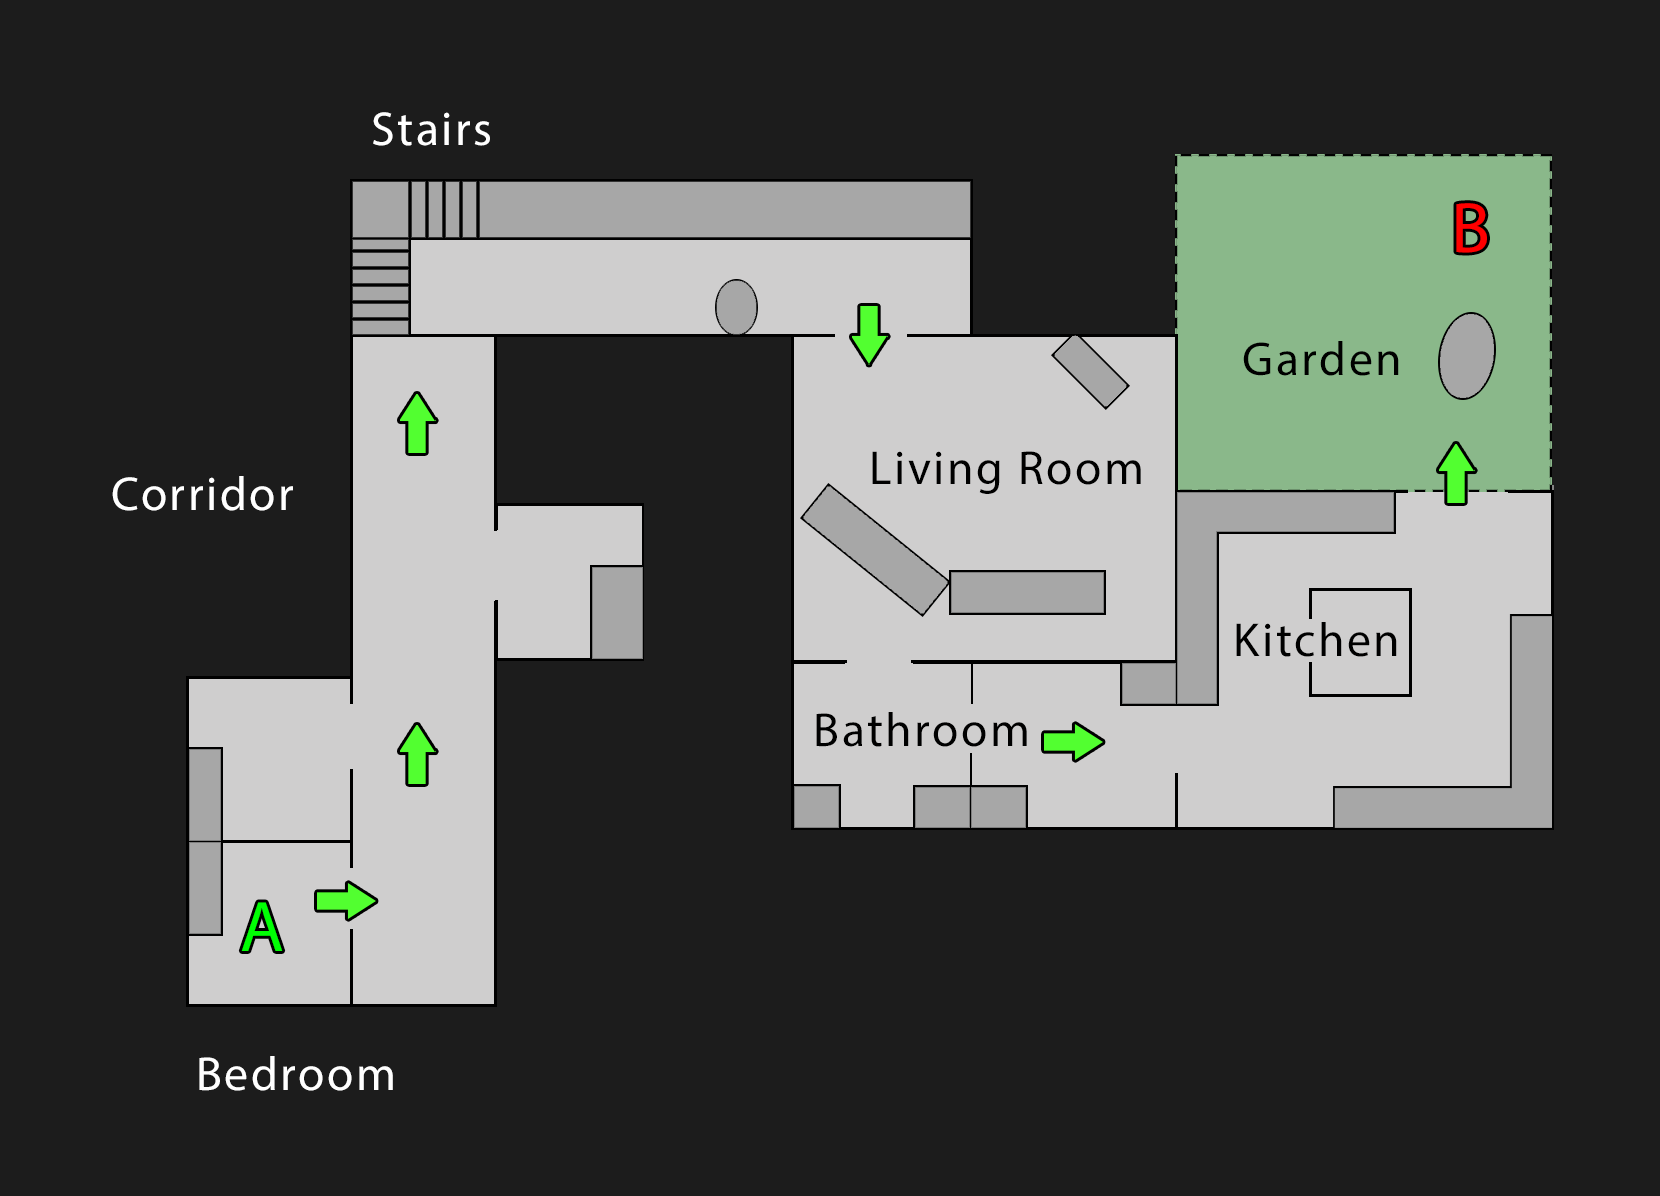 Stairs
B
Garden
Living Room
Corridor
Kitchen
Bathroom
A
Bedroom